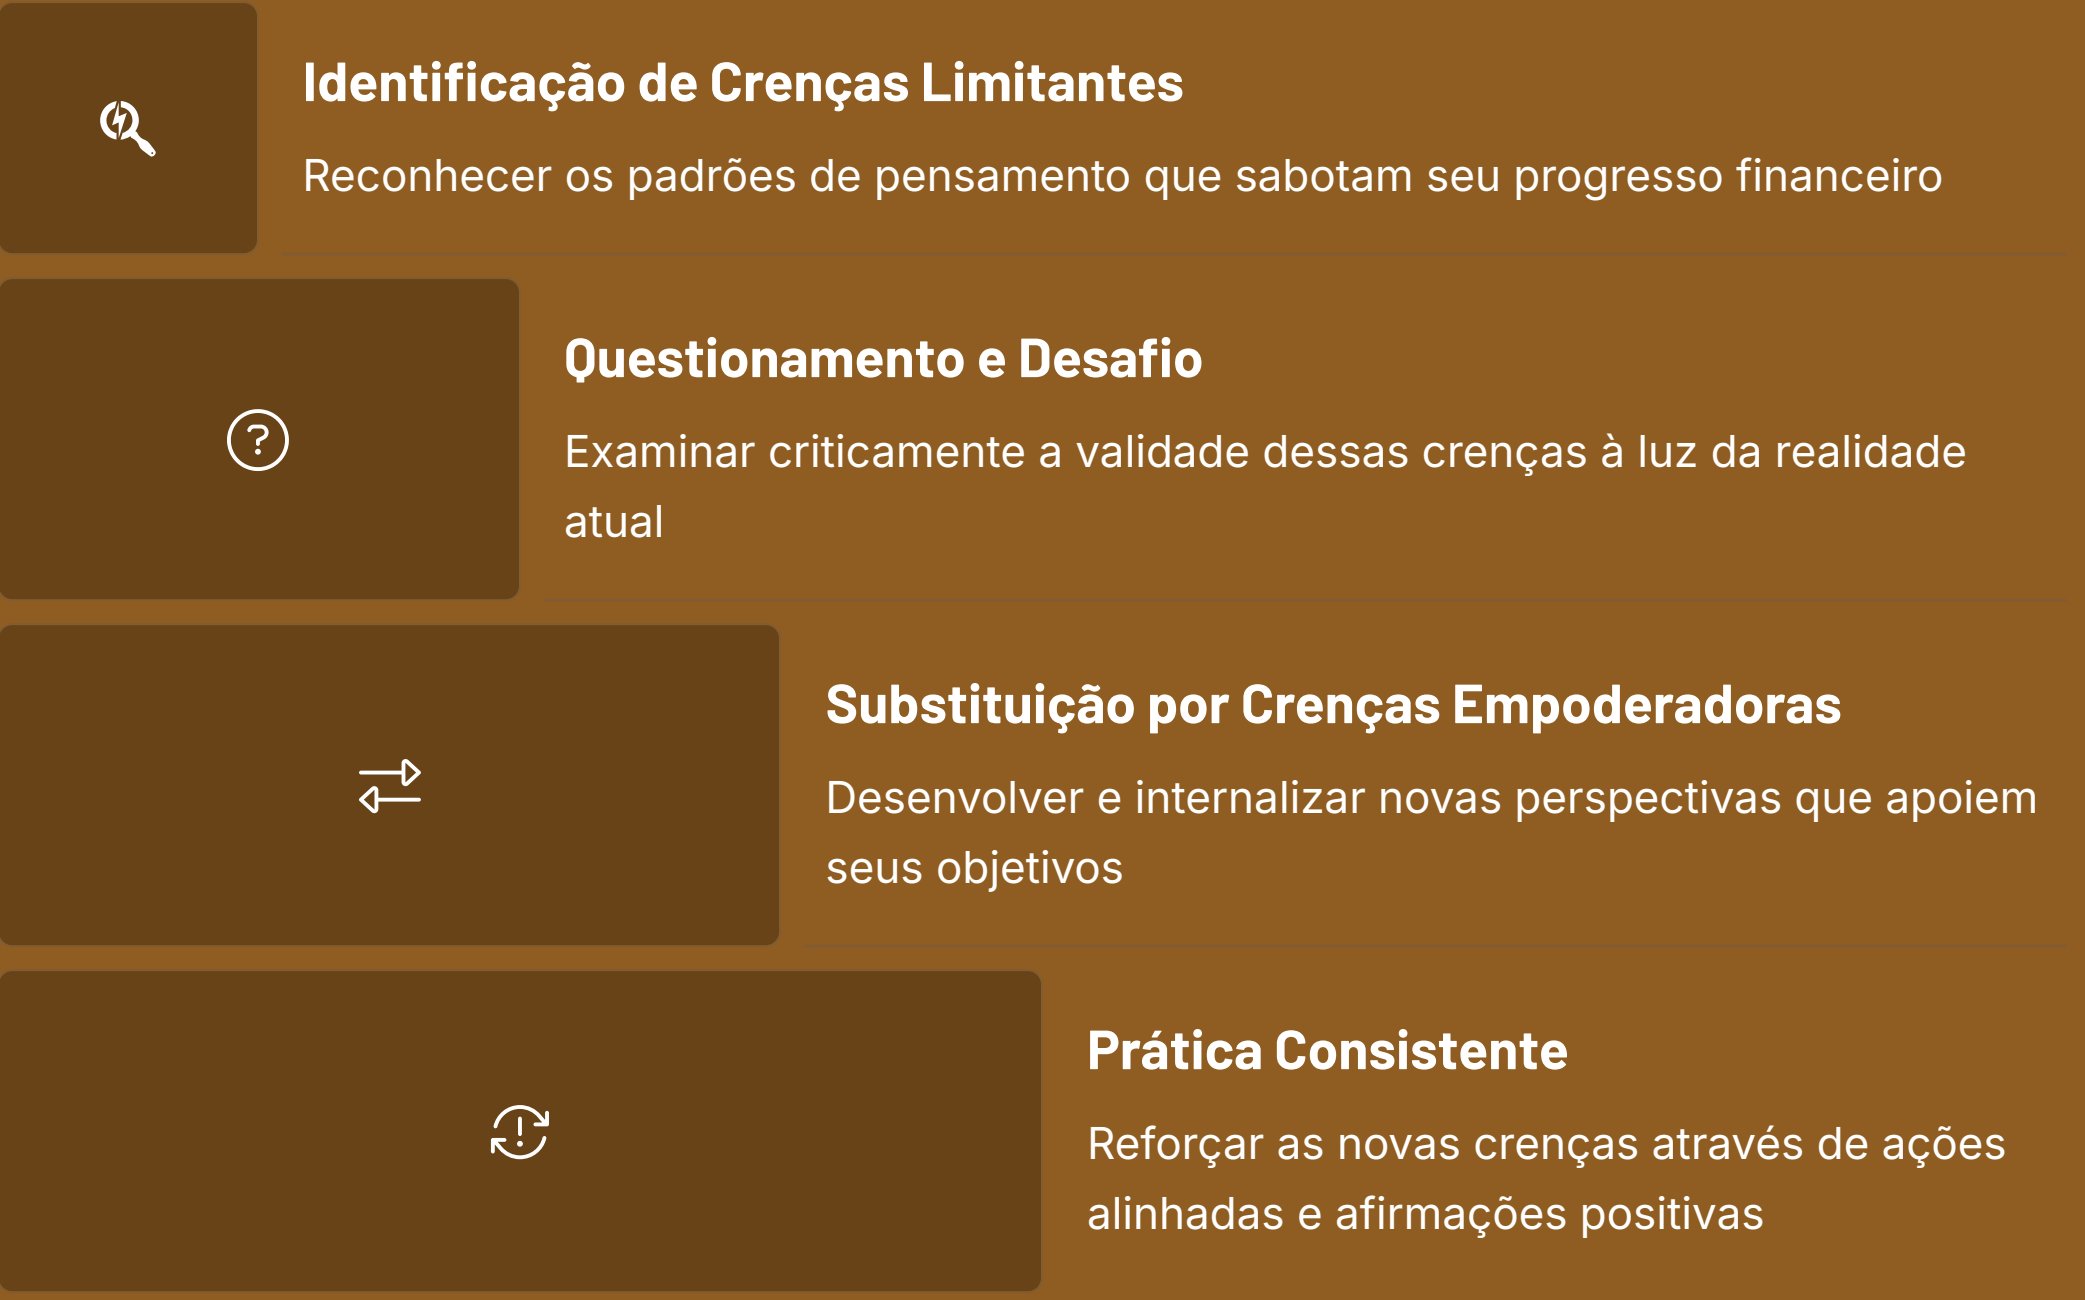 Identificação de Crenças Limitantes
Reconhecer os padrões de pensamento que sabotam seu progresso financeiro
Questionamento e Desafio
Examinar criticamente a validade dessas crenças à luz da realidade
atual
Substituição por Crenças Empoderadoras
Desenvolver e internalizar novas perspectivas que apoiem
seus objetivos
Prática Consistente
Reforçar as novas crenças através de ações
alinhadas e afirmações positivas